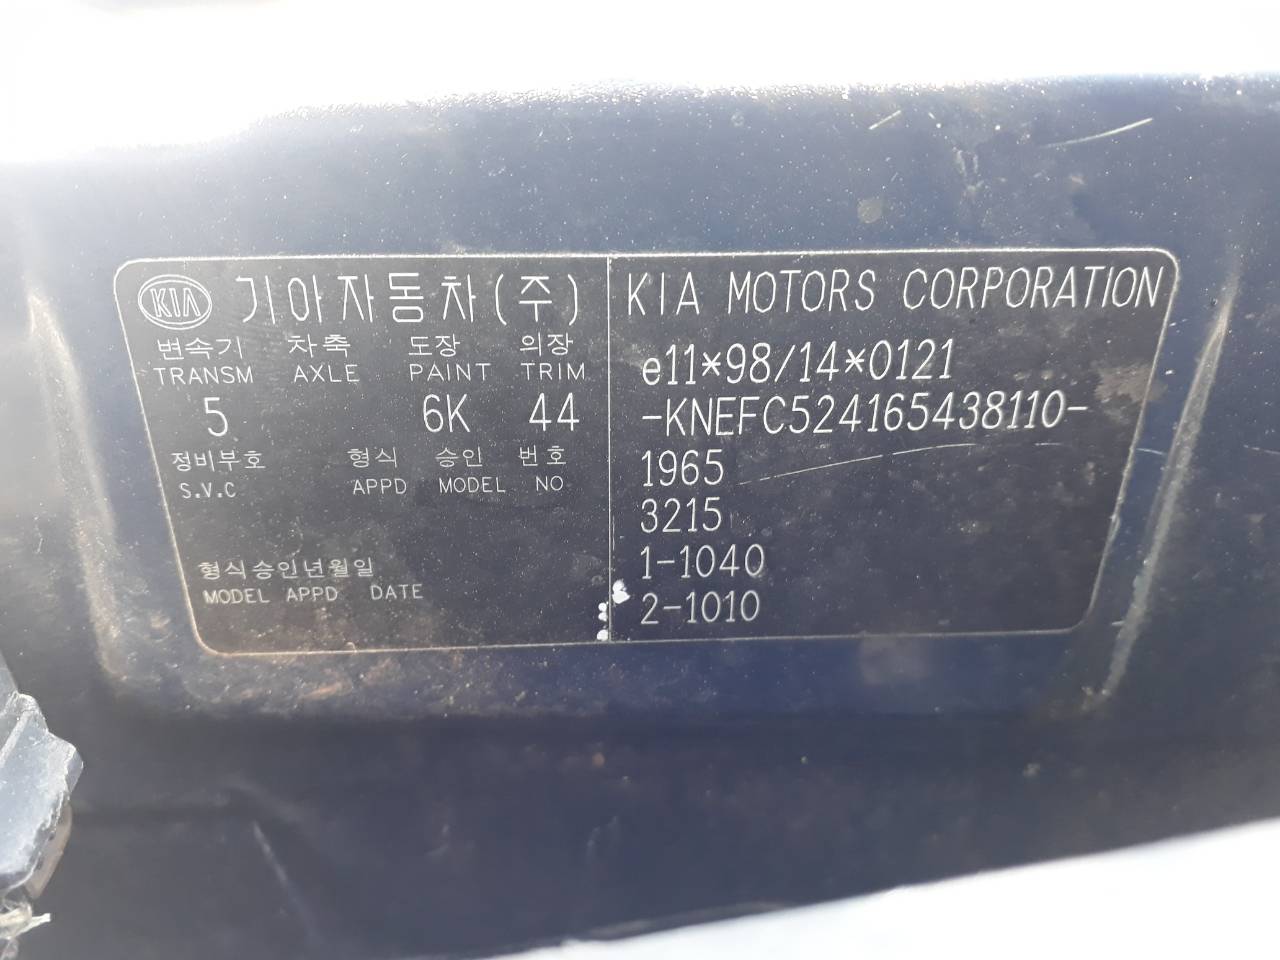 KIA 기아자동차(주)
변속기 차축 도장 의장
TRANSM AXLE PAINT TRIM
5 6K 44
정비부호 형식 승인 번호
S.V.C APPD MODEL NO
형식승인년월일
MODEL APPD DATE
KIA MOTORS CORPORATION
e11*98/14*0121
-KNEFC524165438110-
1965
3215
1-1040
2-1010